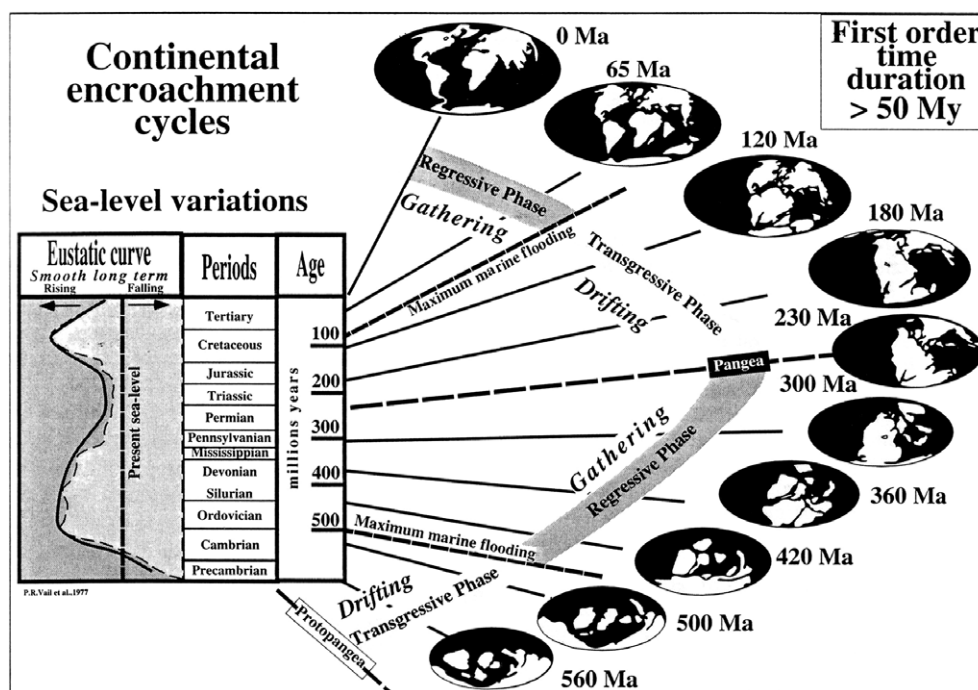 Continental
encroachment
cycles
First order
time
duration
> 50 My
0 Ma
65 Ma
120 Ma
180 Ma
230 Ma
300 Ma
360 Ma
420 Ma
500 Ma
560 Ma
Sea-level variations
Eustatic curve
Smooth long term
Rising
Falling
Periods
Age
Tertiary
Cretaceous
Jurassic
Triassic
Permian
Pennsylvanian
Mississippian
Devonian
Silurian
Ordovician
Cambrian
Precambrian
100
200
300
400
500
millions years
Present sea-level
P.R.Vail et al.,1977
Regressive Phase
Gathering
Maximum marine flooding
Transgressive Phase
Drifting
Pangea
Gathering
Regressive Phase
Maximum marine flooding
Drifting
Transgressive Phase
Protopangea